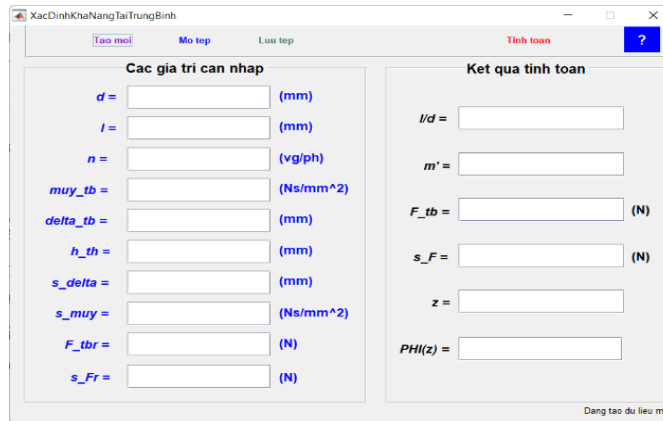 XacDinhKhaNangTaiTrungBinh
Tao moi Mo tep Luu tep Tinh toan ?
Cac gia tri can nhap
d = (mm)
l = (mm)
n = (vg/ph)
muy_tb = (Ns/mm^2)
delta_tb = (mm)
h_th = (mm)
s_delta = (mm)
s_muy = (Ns/mm^2)
F_tbr = (N)
s_Fr = (N)
Ket qua tinh toan
l/d =
m' =
F_tb = (N)
s_F = (N)
z =
PHI(z) =
Dang tao du lieu m